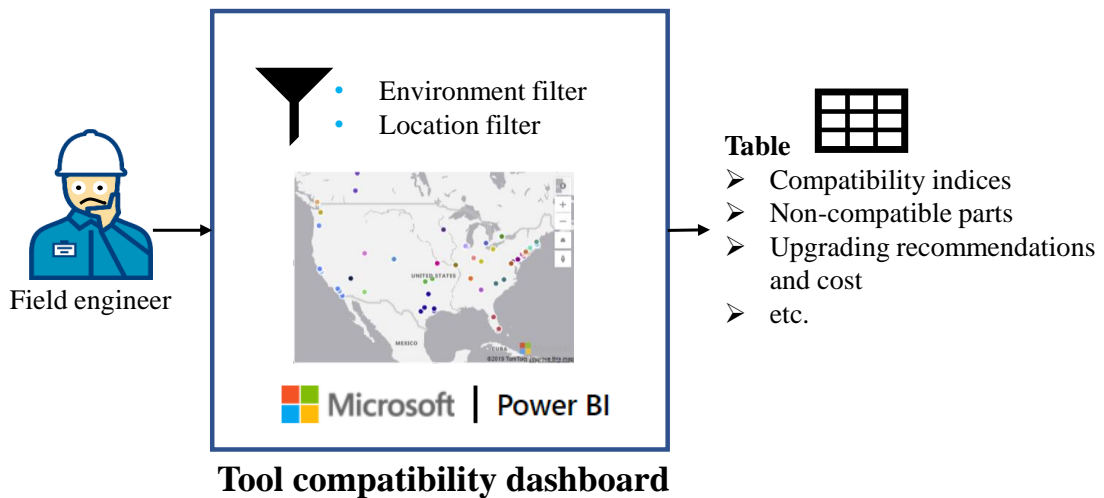 Environment filter
Location filter
Field engineer
UNITED STATES
MEXICO
CUBA
Microsoft | Power BI
Tool compatibility dashboard
Table
Compatibility indices
Non-compatible parts
Upgrading recommendations
and cost
etc.